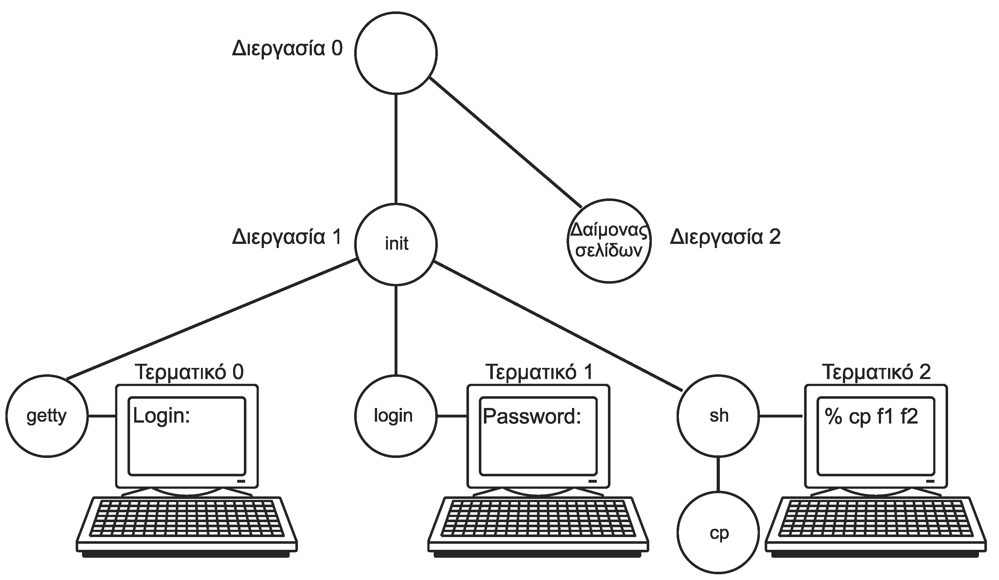 Διεργασία 0
Διεργασία 1
init
Δαίμονας
σελίδων
Διεργασία 2
Τερματικό 0
Τερματικό 1
Τερματικό 2
getty
Login:
login
Password:
sh
% cp f1 f2
cp